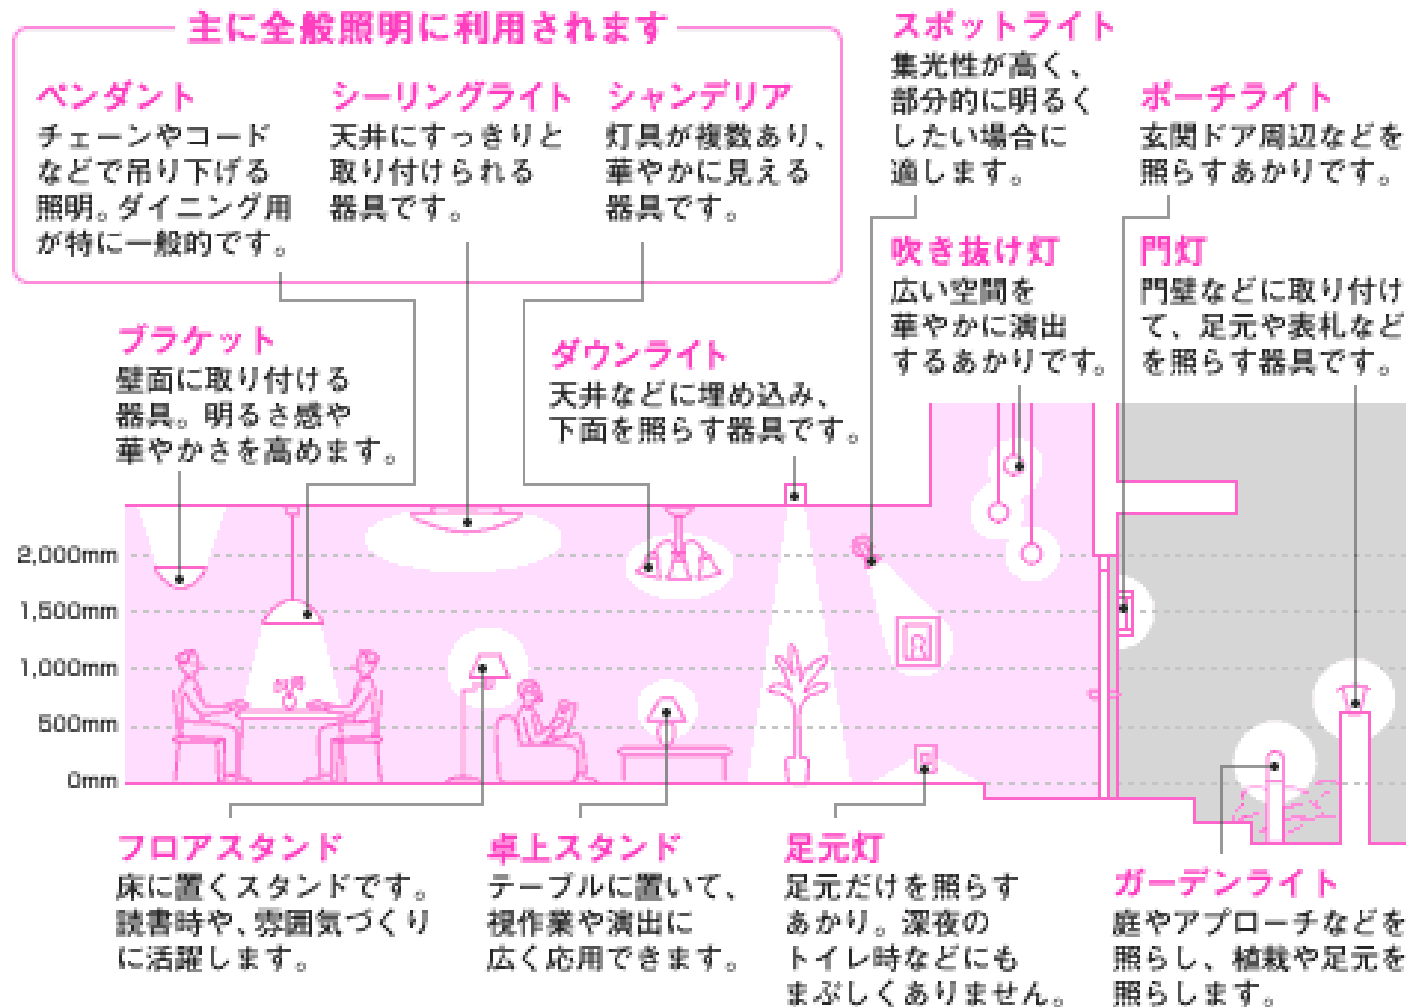 主に全般照明に利用されます
ペンダント
チェーンやコード
などで吊り下げる
照明。ダイニング用
が特に一般的です。
シーリングライト
天井にすっきりと
取り付けられる
器具です。
シャンデリア
灯具が複数あり、
華やかに見える
器具です。
スポットライト
集光性が高く、
部分的に明るく
したい場合に
適します。
ポーチライト
玄関ドア周辺などを
照らすあかりです。
吹き抜け灯
広い空間を
華やかに演出
するあかりです。
門灯
門壁などに取り付け
て、足元や表札など
を照らす器具です。
ブラケット
壁面に取り付ける
器具。明るさ感や
華やかさを高めます。
ダウンライト
天井などに埋め込み、
下面を照らす器具です。
2,000mm
1,500mm
1,000mm
500mm
0mm
フロアスタンド
床に置くスタンドです。
読書時や、雰囲気づくり
に活躍します。
卓上スタンド
テーブルに置いて、
視作業や演出に
広く応用できます。
足元灯
足元だけを照らす
あかり。深夜の
トイレ時などにも
まぶしくありません。
ガーデンライト
庭やアプローチなどを
照らし、植栽や足元を
照らします。